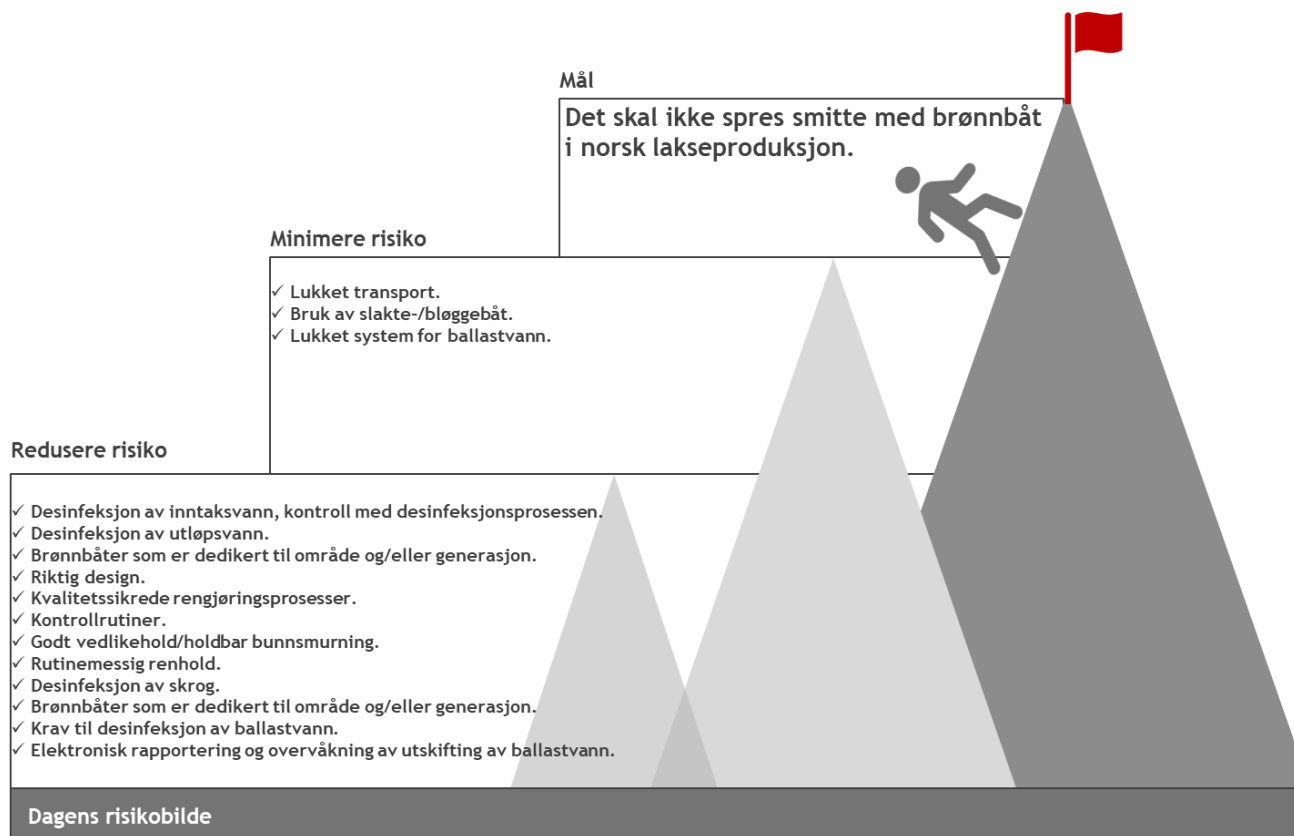 Mål
Det skal ikke spres smitte med brønnbåt
i norsk lakseproduksjon.
Minimere risiko
✓ Lukket transport.
✓ Bruk av slakte-/bløggebåt.
✓ Lukket system for ballastvann.
Redusere risiko
✓ Desinfeksjon av inntaksvann, kontroll med desinfeksjonsprosessen.
✓ Desinfeksjon av utløpsvann.
✓ Brønnbåter som er dedikert til område og/eller generasjon.
✓ Riktig design.
✓ Kvalitetssikrede rengjøringsprosesser.
✓ Kontrollrutiner.
✓ Godt vedlikehold/holdbar bunnsmurning.
✓ Rutinemessig renhold.
✓ Desinfeksjon av skrog.
✓ Brønnbåter som er dedikert til område og/eller generasjon.
✓ Krav til desinfeksjon av ballastvann.
✓ Elektronisk rapportering og overvåkning av utskifting av ballastvann.
Dagens risikobilde